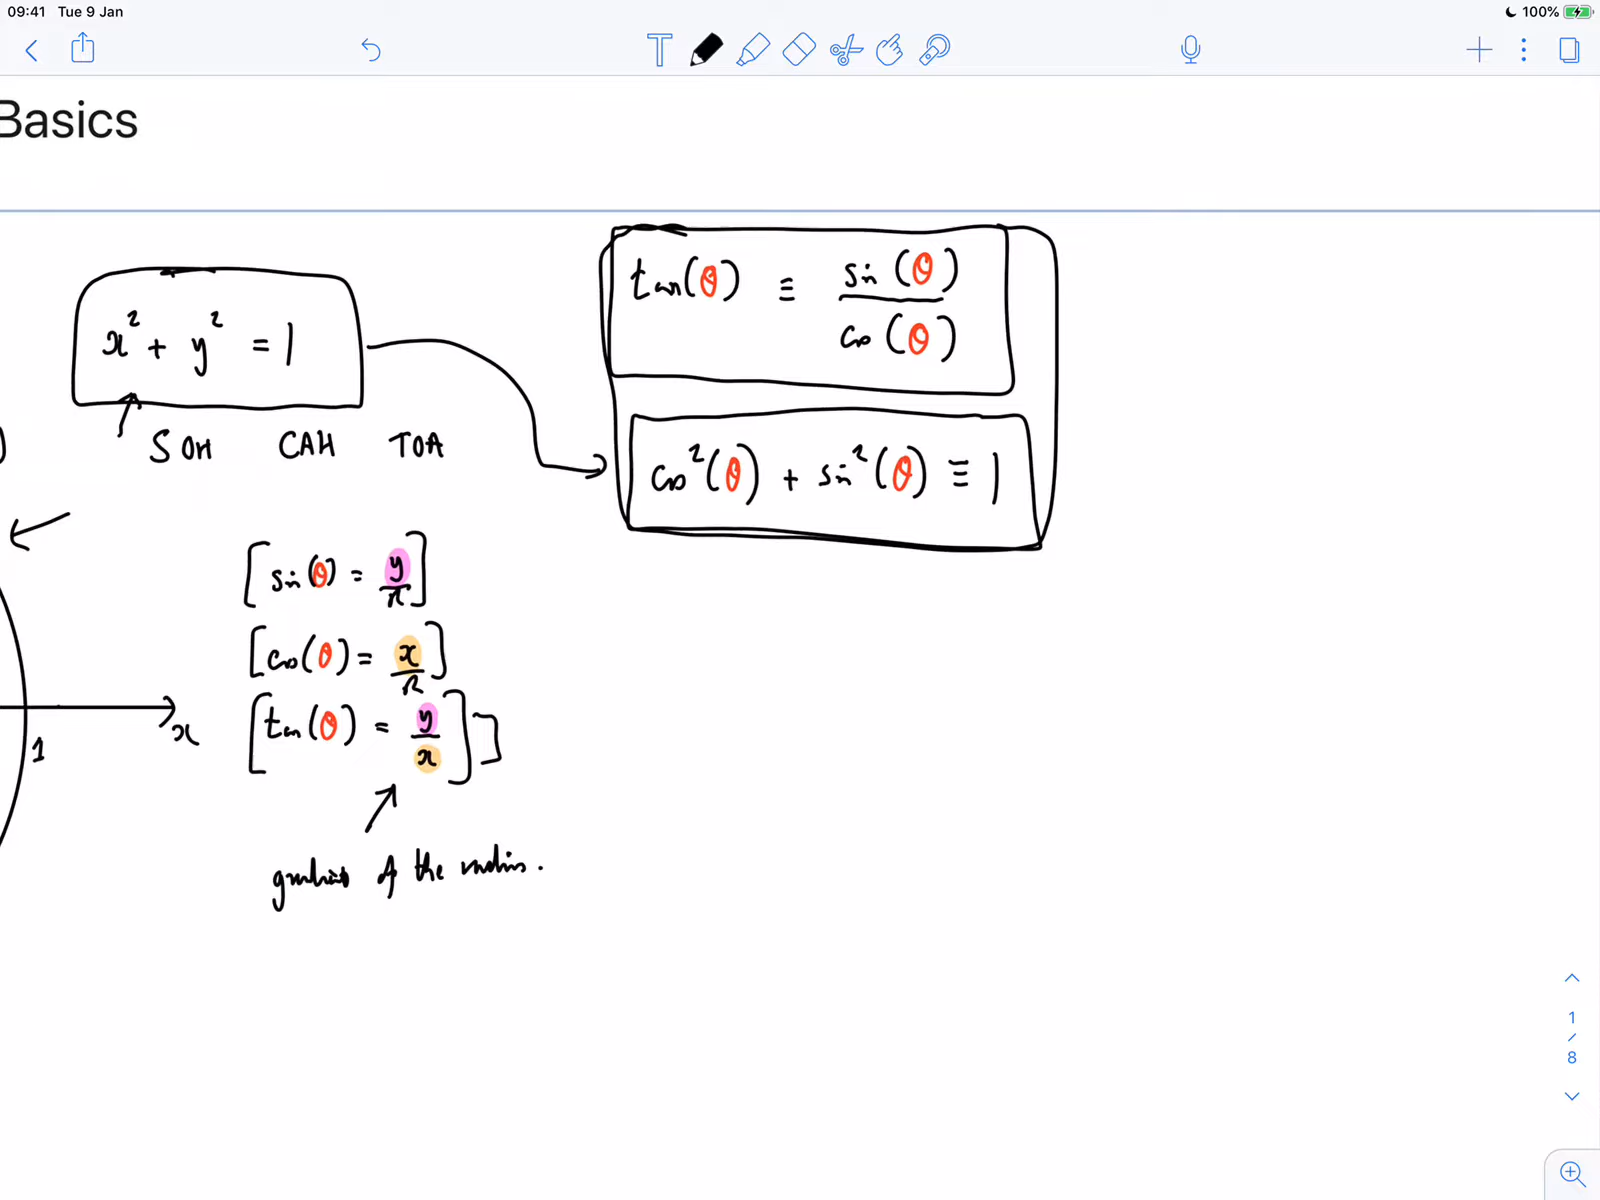 09:41 Tue 9 Jan
100%
Basics
x² + y² = 1
SOH CAH TOA
sin(θ) = y/r
cos(θ) = x/r
tan(θ) = y/x
gradient of the radius.
x
1
tan(θ) ≡ sin(θ)/cos(θ)
cos²(θ) + sin²(θ) ≡ 1
1
/
8